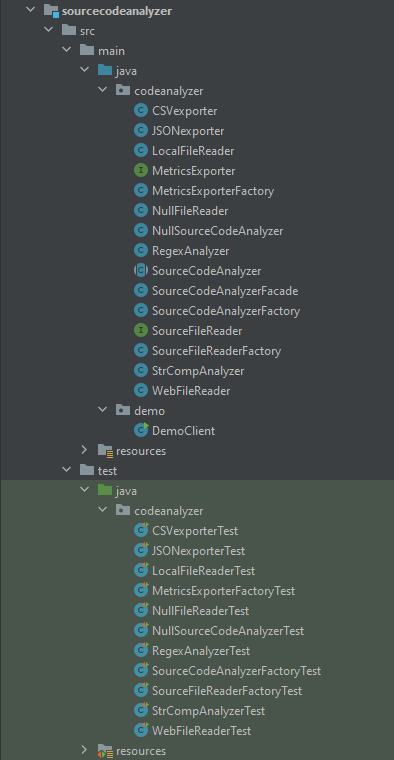 sourcecodeanalyzer
src
main
java
codeanalyzer
CSVexporter
JSONexporter
LocalFileReader
MetricsExporter
MetricsExporterFactory
NullFileReader
NullSourceCodeAnalyzer
RegexAnalyzer
SourceCodeAnalyzer
SourceCodeAnalyzerFacade
SourceCodeAnalyzerFactory
SourceFileReader
SourceFileReaderFactory
StrCompAnalyzer
WebFileReader
demo
DemoClient
resources
test
java
codeanalyzer
CSVexporterTest
JSONexporterTest
LocalFileReaderTest
MetricsExporterFactoryTest
NullFileReaderTest
NullSourceCodeAnalyzerTest
RegexAnalyzerTest
SourceCodeAnalyzerFactoryTest
SourceFileReaderFactoryTest
StrCompAnalyzerTest
WebFileReaderTest
resources